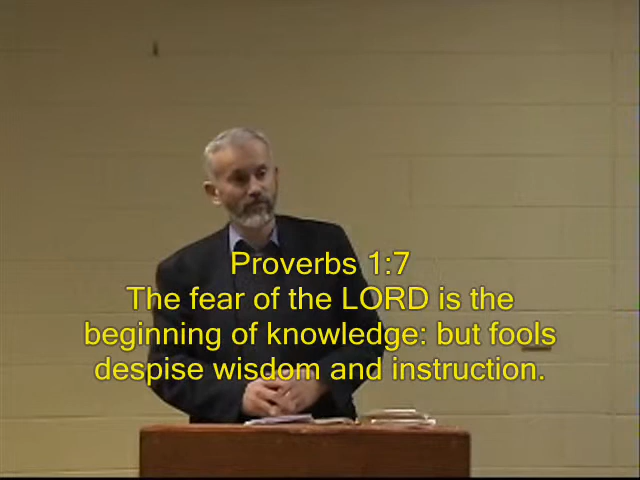 Proverbs 1:7
The fear of the LORD is the
beginning of knowledge: but fools
despise wisdom and instruction.